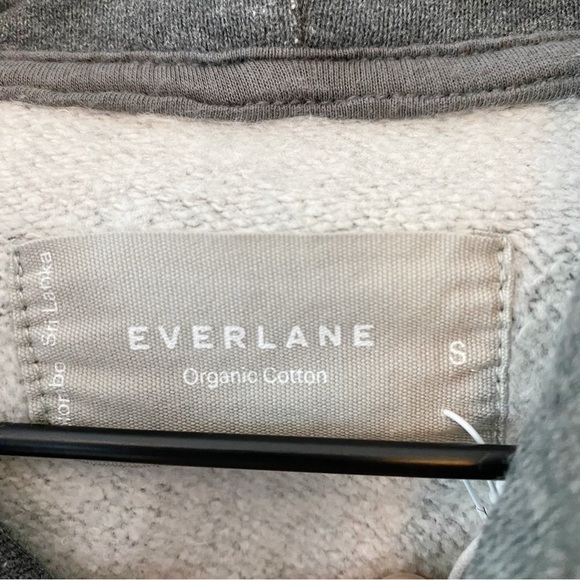 EVERLANE
Organic Cotton
S
Sri Lanka